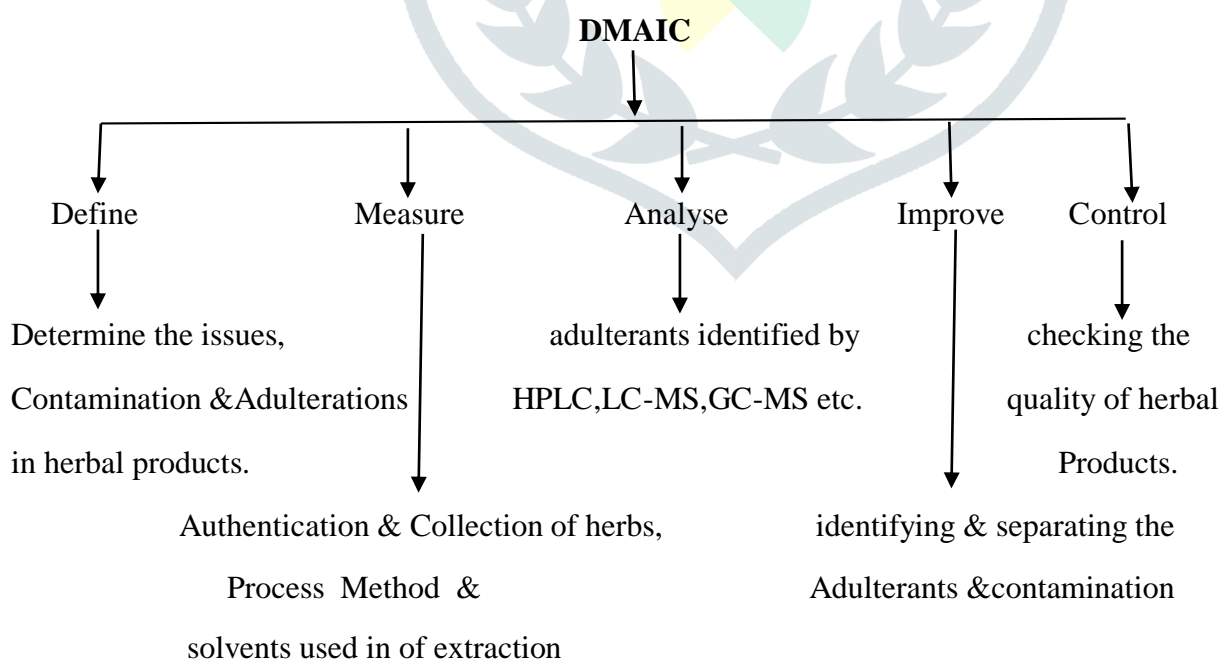 DMAIC
Define Measure Analyse Improve Control
Determine the issues,
Contamination &Adulterations
in herbal products.
adulterants identified by
HPLC,LC-MS,GC-MS etc.
checking the
quality of herbal
Products.
Authentication & Collection of herbs,
Process Method &
solvents used in of extraction
identifying & separating the
Adulterants &contamination